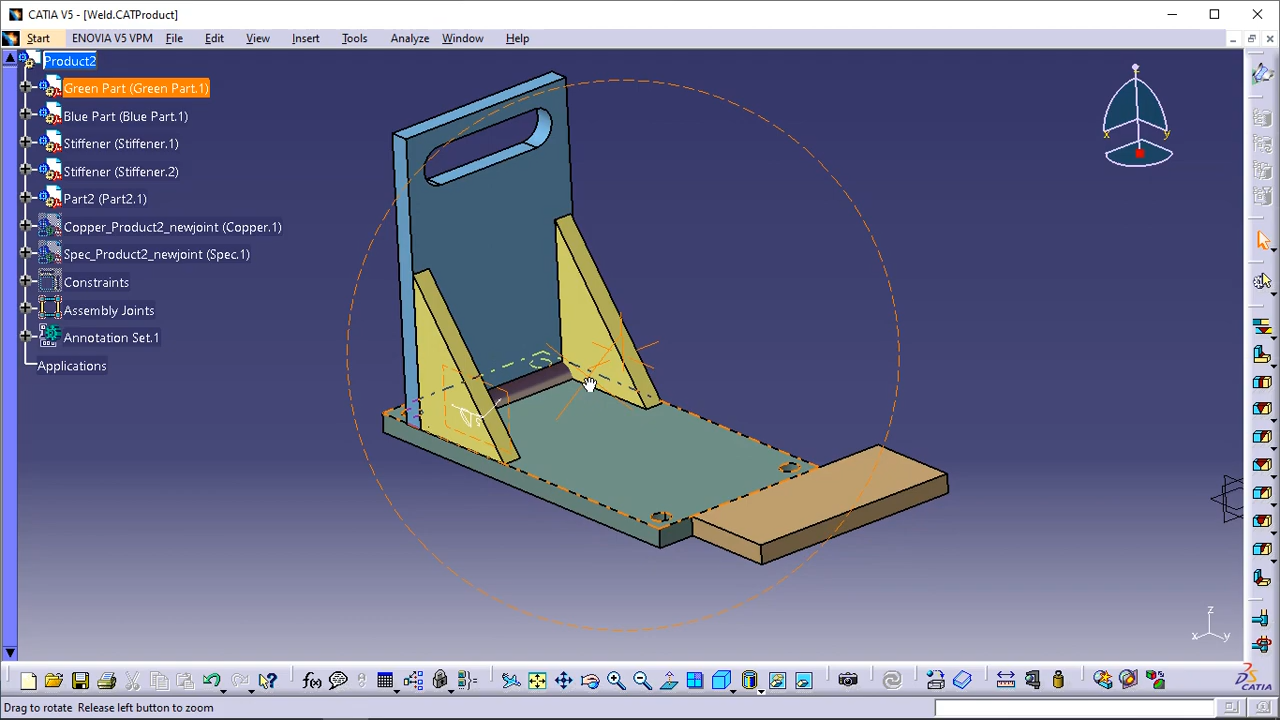 CATIA V5 - [Weld.CATProduct]
Start ENOVIA V5 VPM File Edit View Insert Tools Analyze Window Help
Product2
Green Part (Green Part.1)
Blue Part (Blue Part.1)
Stiffener (Stiffener.1)
Stiffener (Stiffener.2)
Part2 (Part2.1)
Copper_Product2_newjoint (Copper.1)
Spec_Product2_newjoint (Spec.1)
Constraints
Assembly Joints
Annotation Set.1
Applications
x y
z
x y
f(x)
CATIA
Drag to rotate Release left button to zoom